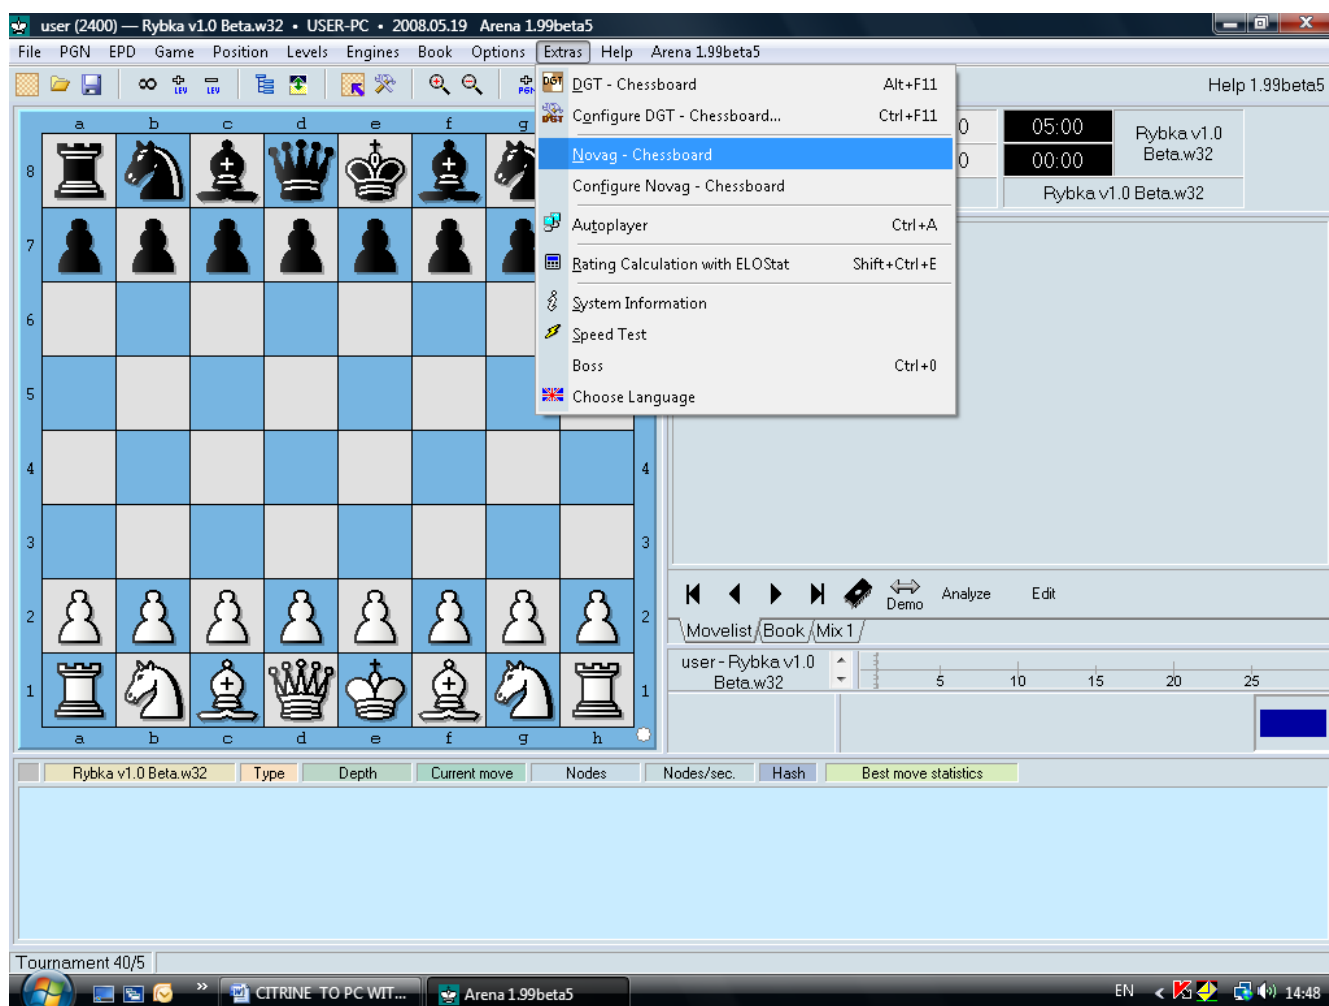 user (2400) — Rybka v1.0 Beta.w32 • USER-PC • 2008.05.19 Arena 1.99beta5
File PGN EPD Game Position Levels Engines Book Options Extras Help Arena 1.99beta5
LEV LEV PGN Help 1.99beta5
DGT DGT - Chessboard Alt+F11
DGT Configure DGT - Chessboard... Ctrl+F11
Novag - Chessboard
Configure Novag - Chessboard
Autoplayer Ctrl+A
Rating Calculation with ELOStat Shift+Ctrl+E
System Information
Speed Test
Boss Ctrl+0
Choose Language
0 05:00 Rybka v1.0
0 00:00 Beta.w32
Rybka v1.0 Beta.w32
a b c d e f g
8
7
6
5
4 4
3 3
2 2
1 1
a b c d e f g h
Demo Analyze Edit
Movelist Book Mix 1
user - Rybka v1.0
Beta.w32 5 10 15 20 25
Rybka v1.0 Beta.w32 Type Depth Current move Nodes Nodes/sec. Hash Best move statistics
Tournament 40/5
» CITRINE TO PC WIT... Arena 1.99beta5 EN < 14:48